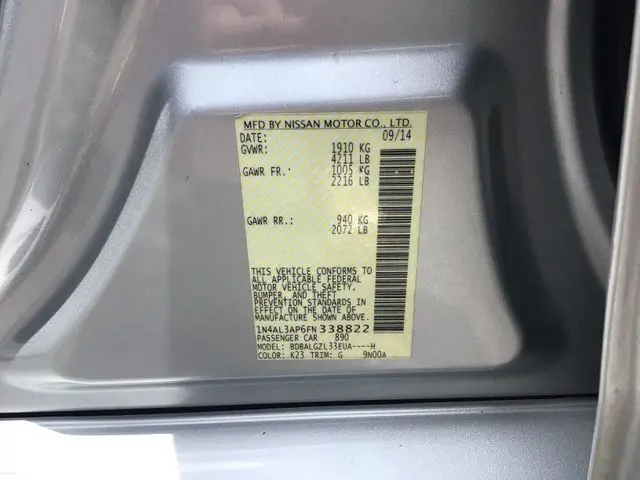 MFD BY NISSAN MOTOR CO., LTD.
DATE: 09/14
GVWR: 1910 KG
4211 LB
GAWR FR.: 1005 KG
2216 LB
GAWR RR.: 940 KG
2072 LB
THIS VEHICLE CONFORMS TO
ALL APPLICABLE FEDERAL
MOTOR VEHICLE SAFETY,
BUMPER, AND THEFT
PREVENTION STANDARDS IN
EFFECT ON THE DATE OF
MANUFACTURE SHOWN ABOVE.
1N4AL3AP6FN338822
PASSENGER CAR 890
MODEL: BDBALGZL33EUA----H
COLOR: K23 TRIM: G 9N00A